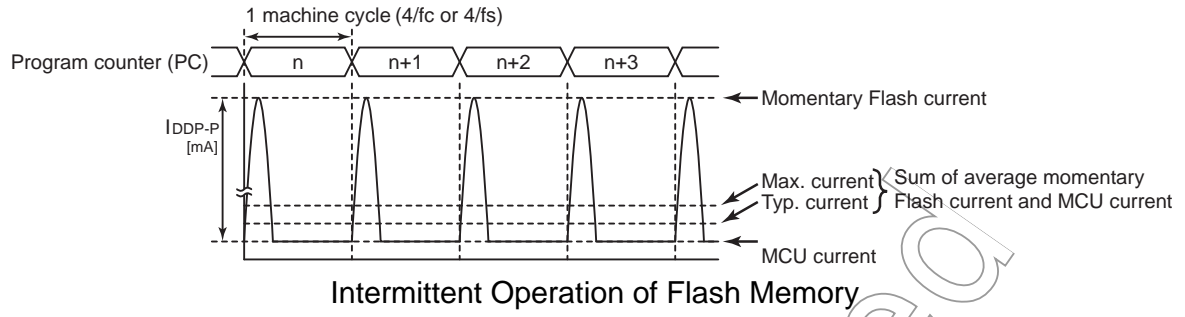 1 machine cycle (4/fc or 4/fs)
Program counter (PC) n n+1 n+2 n+3
Momentary Flash current
IDDP-P
[mA]
Max. current
Typ. current
Sum of average momentary
Flash current and MCU current
MCU current
Intermittent Operation of Flash Memory